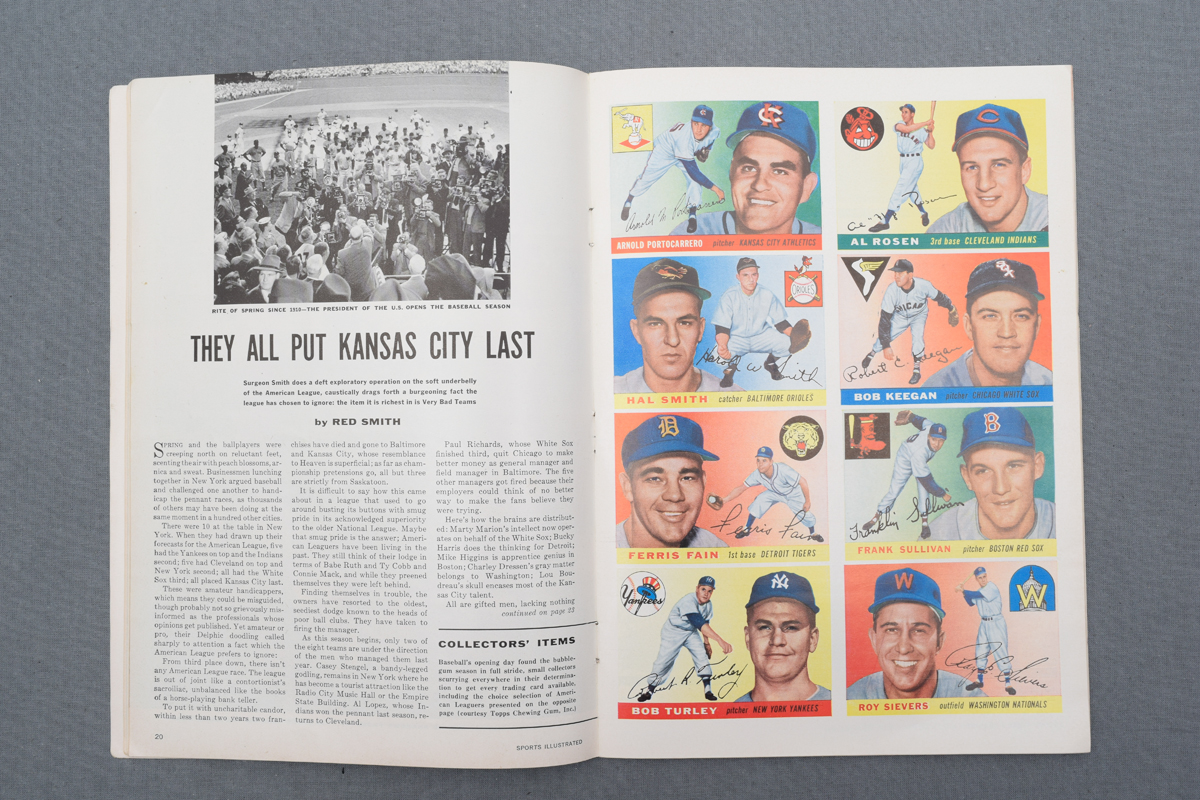 RITE OF SPRING SINCE 1910—THE PRESIDENT OF THE U.S. OPENS THE BASEBALL SEASON
THEY ALL PUT KANSAS CITY LAST
Surgeon Smith does a deft exploratory operation on the soft underbelly
of the American League, caustically drags forth a burgeoning fact the
league has chosen to ignore: the item it is richest in is Very Bad Teams
by RED SMITH
SPRING and the ballplayers were
creeping north on reluctant feet,
scenting the air with peach blossoms, ar-
nica and sweat. Businessmen lunching
together in New York argued baseball
and challenged one another to handi-
cap the pennant races, as thousands
of others may have been doing at the
same moment in a hundred other cities.
There were 10 at the table in New
York. When they had drawn up their
forecasts for the American League, five
had the Yankees on top and the Indians
second; five had Cleveland on top and
New York second; all had the White
Sox third; all placed Kansas City last.
These were amateur handicappers,
which means they could be misguided,
though probably not so grievously mis-
informed as the professionals whose
opinions get published. Yet amateur or
pro, their Delphic doodling called
sharply to attention a fact which the
American League prefers to ignore:
From third place down, there isn't
any American League race. The league
is out of joint like a contortionist's
sacroiliac, unbalanced like the books
of a horse-playing bank teller.
To put it with uncharitable candor,
within less than two years two fran-
chises have died and gone to Baltimore
and Kansas City, whose resemblance
to Heaven is superficial; as far as cham-
pionship pretensions go, all but three
are strictly from Saskatoon.
It is difficult to say how this came
about in a league that used to go
around busting its buttons with smug
pride in its acknowledged superiority
to the older National League. Maybe
that smug pride is the answer; Ameri-
can Leaguers have been living in the
past. They still think of their lodge in
terms of Babe Ruth and Ty Cobb and
Connie Mack, and while they preened
themselves they were left behind.
Finding themselves in trouble, the
owners have resorted to the oldest,
seediest dodge known to the heads of
poor ball clubs. They have taken to
firing the manager.
As this season begins, only two of
the eight teams are under the direction
of the men who managed them last
year. Casey Stengel, a bandy-legged
godling, remains in New York where he
has become a tourist attraction like the
Radio City Music Hall or the Empire
State Building. Al Lopez, whose In-
dians won the pennant last season, re-
turns to Cleveland.
Paul Richards, whose White Sox
finished third, quit Chicago to make
better money as general manager and
field manager in Baltimore. The five
other managers got fired because their
employers could think of no better
way to make the fans believe they
were trying.
Here's how the brains are distribut-
ed: Marty Marion's intellect now oper-
ates on behalf of the White Sox; Bucky
Harris does the thinking for Detroit;
Mike Higgins is apprentice genius in
Boston; Charley Dressen's gray matter
belongs to Washington; Lou Bou-
dreau's skull encases most of the Kan-
sas City talent.
All are gifted men, lacking nothing
continued on page 22
COLLECTORS' ITEMS
Baseball's opening day found the bubble-
gum season in full stride, small collectors
scurrying everywhere in their determina-
tion to get every trading card available,
including the choice selection of Ameri-
can Leaguers presented on the opposite
page (courtesy Topps Chewing Gum, Inc.)
20
SPORTS ILLUSTRATED
KC
Arnold M Portocarrero
ARNOLD PORTOCARRERO pitcher KANSAS CITY ATHLETICS
C
Al Rosen
AL ROSEN 3rd base CLEVELAND INDIANS
ORIOLES
Harold W Smith
HAL SMITH catcher BALTIMORE ORIOLES
SOX
CHICAGO
Robert C. Keegan
BOB KEEGAN pitcher CHICAGO WHITE SOX
D
Ferris Fain
FERRIS FAIN 1st base DETROIT TIGERS
B
Franklin Sullivan
FRANK SULLIVAN pitcher BOSTON RED SOX
Yankees
NY
Robert R Turley
BOB TURLEY pitcher NEW YORK YANKEES
W
W
Roy E Sievers
ROY SIEVERS outfield WASHINGTON NATIONALS